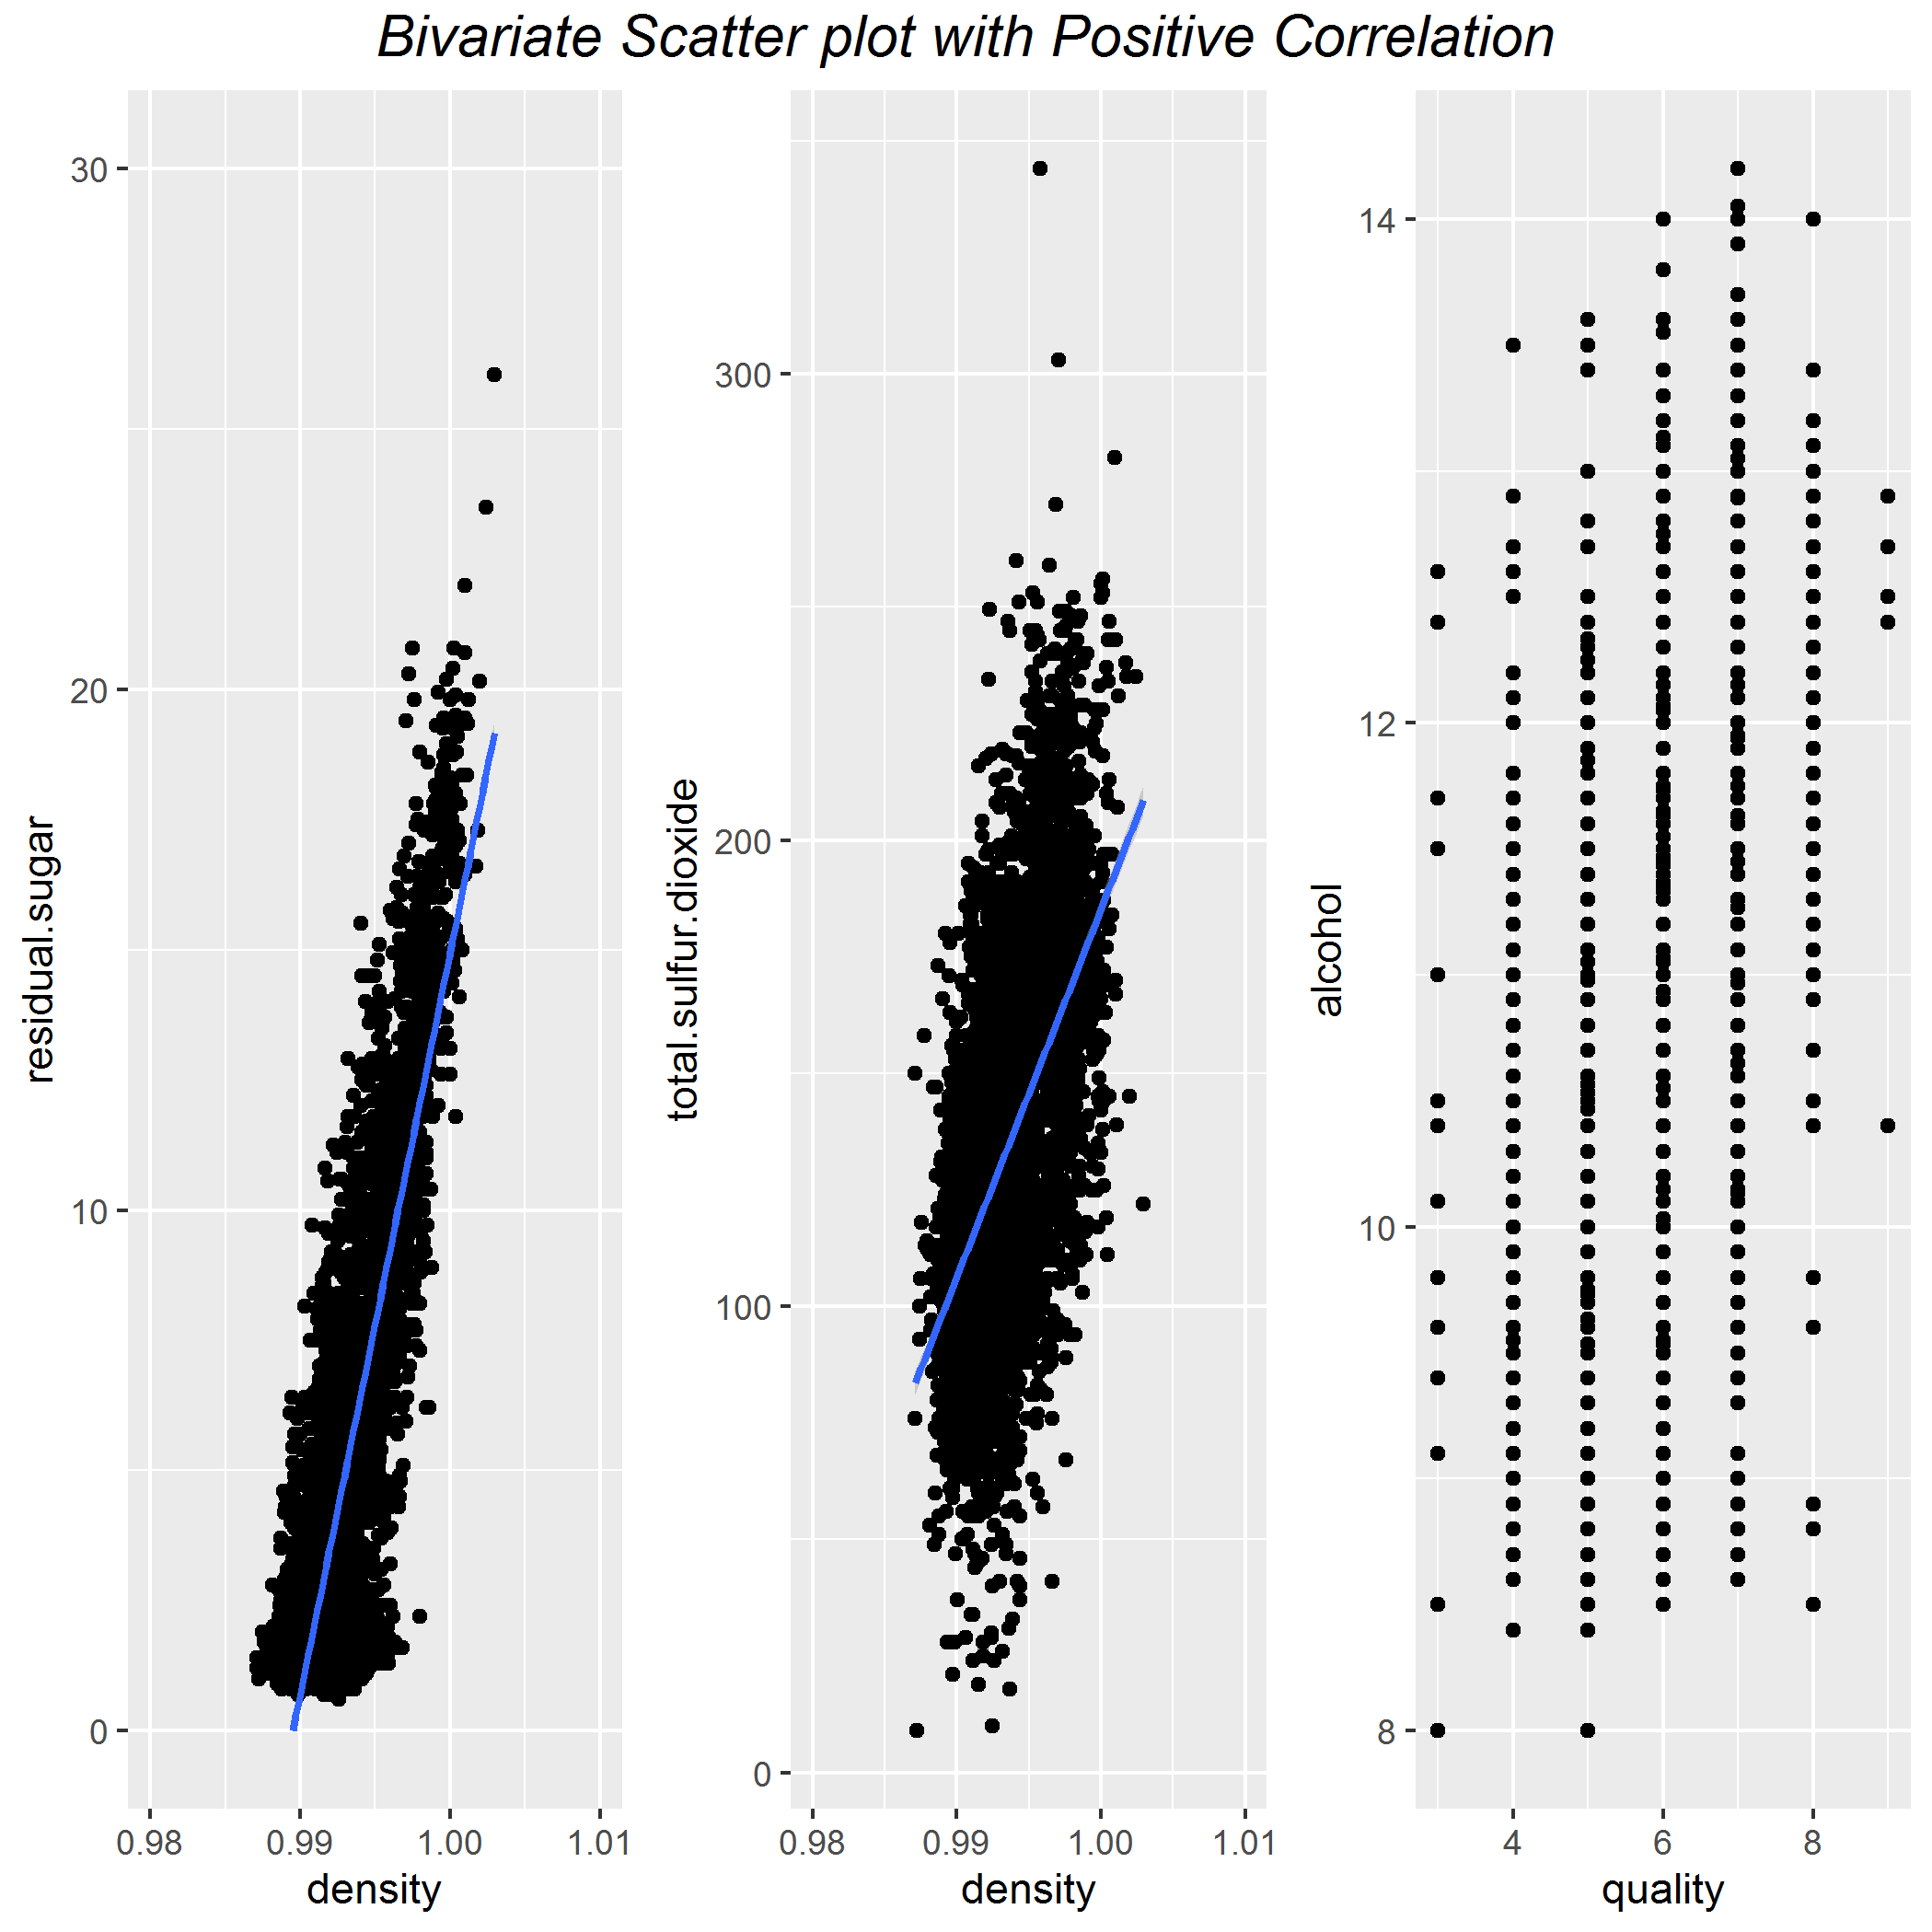 Bivariate Scatter plot with Positive Correlation
residual.sugar
30
20
10
0
0.98 0.99 1.00 1.01
density
total.sulfur.dioxide
300
200
100
0
0.98 0.99 1.00 1.01
density
alcohol
14
12
10
8
4 6 8
quality